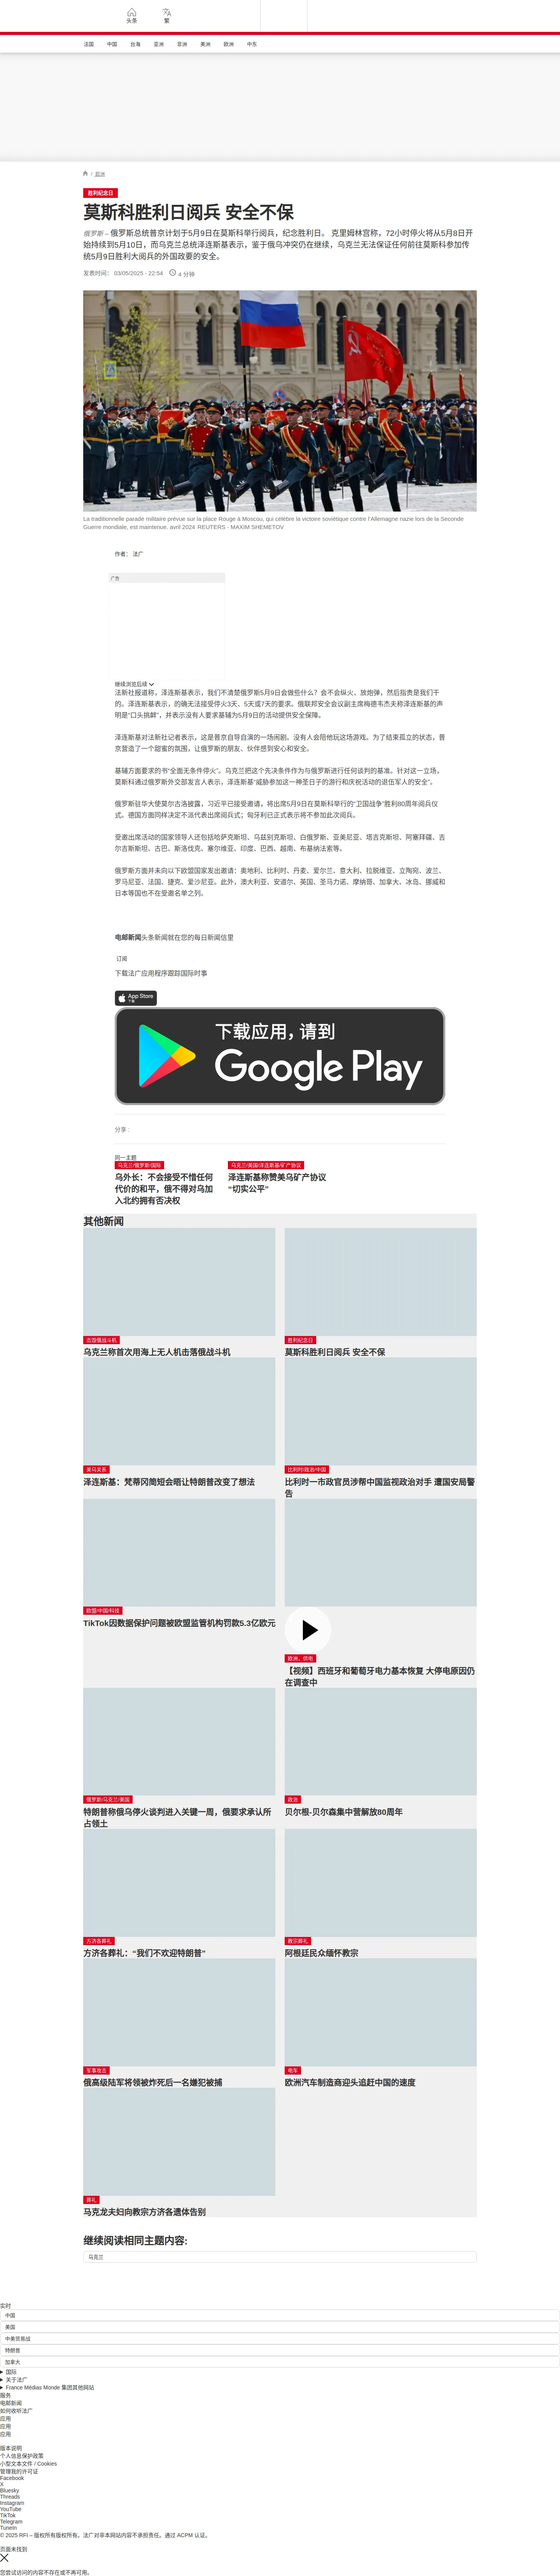 头条
繁
法国
中国
台海
亚洲
非洲
美洲
欧洲
中东
/ 欧洲
胜利纪念日
莫斯科胜利日阅兵 安全不保
俄罗斯 – 俄罗斯总统普京计划于5月9日在莫斯科举行阅兵，纪念胜利日。 克里姆林宫称，72小时停火将从5月8日开
始持续到5月10日，而乌克兰总统泽连斯基表示，鉴于俄乌冲突仍在继续，乌克兰无法保证任何前往莫斯科参加传
统5月9日胜利大阅兵的外国政要的安全。
发表时间： 03/05/2025 - 22:54
4 分钟
La traditionnelle parade militaire prévue sur la place Rouge à Moscou, qui célèbre la victoire soviétique contre l'Allemagne nazie lors de la Seconde
Guerre mondiale, est maintenue. avril 2024 REUTERS - MAXIM SHEMETOV
作者： 法广
广告
继续浏览后续
法新社报道称，泽连斯基表示，我们不清楚俄罗斯5月9日会做些什么？会不会纵火、放炮弹，然后指责是我们干
的。泽连斯基表示，的确无法接受停火3天、5天或7天的要求。俄联邦安全会议副主席梅德韦杰夫称泽连斯基的声
明是“口头挑衅”，并表示没有人要求基辅为5月9日的活动提供安全保障。
泽连斯基对法新社记者表示，这是普京自导自演的一场闹剧。没有人会陪他玩这场游戏。为了结束孤立的状态，普
京营造了一个甜蜜的氛围，让俄罗斯的朋友、伙伴感到安心和安全。
基辅方面要求的书“全面无条件停火”。乌克兰把这个先决条件作为与俄罗斯进行任何谈判的基准。针对这一立场，
莫科通过俄罗斯外交部发言人表示，泽连斯基“威胁参加这一神圣日子的游行和庆祝活动的退伍军人的安全”。
俄罗斯驻华大使莫尔古洛披露，习近平已接受邀请，将出席5月9日在莫斯科举行的“卫国战争”胜利80周年阅兵仪
式。德国方面同样决定不派代表出席阅兵式；匈牙利已正式表示将不参加此次阅兵。
受邀出席活动的国家领导人还包括哈萨克斯坦、乌兹别克斯坦、白俄罗斯、亚美尼亚、塔吉克斯坦、阿塞拜疆、吉
尔吉斯斯坦、古巴、斯洛伐克、塞尔维亚、印度、巴西、越南、布基纳法索等。
俄罗斯方面并未向以下欧盟国家发出邀请：奥地利、比利时、丹麦、爱尔兰、意大利、拉脱维亚、立陶宛、波兰、
罗马尼亚、法国、捷克、爱沙尼亚。此外，澳大利亚、安道尔、英国、圣马力诺、摩纳哥、加拿大、冰岛、挪威和
日本等国也不在受邀名单之列。
电邮新闻头条新闻就在您的每日新闻信里
订阅
下载法广应用程序跟踪国际时事
App Store
下载
下载应用，请到
Google Play
分享 :
同一主题
乌克兰/俄罗斯/国际
乌外长：不会接受不惜任何
代价的和平，俄不得对乌加
入北约拥有否决权
乌克兰/美国/泽连斯基/矿产协议
泽连斯基称赞美乌矿产协议
“切实公平”
其他新闻
击毁俄战斗机
乌克兰称首次用海上无人机击落俄战斗机
胜利纪念日
莫斯科胜利日阅兵 安全不保
美乌关系
泽连斯基：梵蒂冈简短会晤让特朗普改变了想法
比利时/政治/中国
比利时一市政官员涉帮中国监视政治对手 遭国安局警
告
欧盟/中国/科技
TikTok因数据保护问题被欧盟监管机构罚款5.3亿欧元
欧洲，供电
【视频】西班牙和葡萄牙电力基本恢复 大停电原因仍
在调查中
俄罗斯/乌克兰/美国
特朗普称俄乌停火谈判进入关键一周，俄要求承认所
占领土
政治
贝尔根-贝尔森集中营解放80周年
方济各葬礼
方济各葬礼：“我们不欢迎特朗普”
教宗葬礼
阿根廷民众缅怀教宗
军事政击
俄高级陆军将领被炸死后一名嫌犯被捕
电车
欧洲汽车制造商迎头追赶中国的速度
葬礼
马克龙夫妇向教宗方济各遗体告别
继续阅读相同主题内容:
乌克兰
实时
中国
美国
中美贸易战
特朗普
加拿大
国际
关于法广
France Médias Monde 集团其他网站
服务
电邮新闻
如何收听法广
应用
应用
应用
版本说明
个人信息保护政策
小型文本文件 / Cookies
管理我的许可证
Facebook
X
Bluesky
Threads
Instagram
YouTube
TikTok
Telegram
TuneIn
© 2025 RFI – 版权所有版权所有。法广对非本网站内容不承担责任。通过 ACPM 认证。
页面未找到
您尝试访问的内容不存在或不再可用。